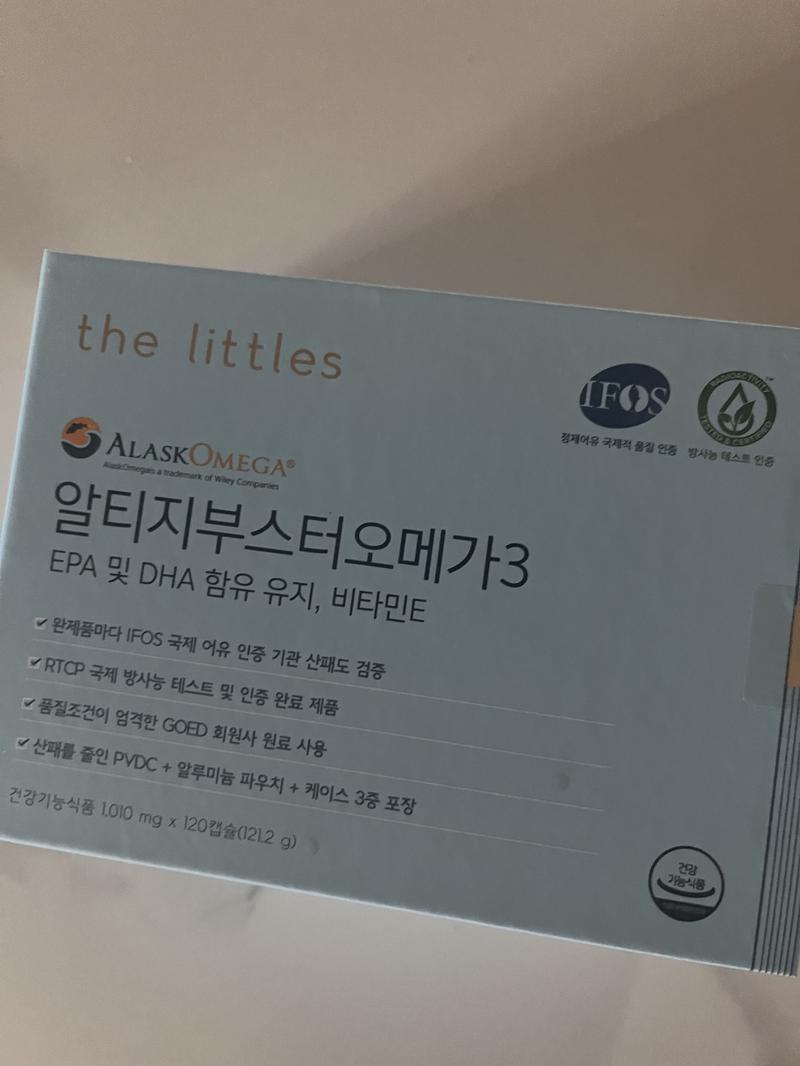 the littles
IFOS
RADIOACTIVITY
TESTED & CERTIFIED
정제어유 국제적 품질 인증
방사능 테스트 인증
ALASKOMEGA®
AlaskOmega is a trademark of Wiley Companies
알티지부스터오메가3
EPA 및 DHA 함유 유지, 비타민E
완제품마다 IFOS 국제 어유 인증 기관 산패도 검증
RTCP 국제 방사능 테스트 및 인증 완료 제품
품질조건이 엄격한 GOED 회원사 원료 사용
산패를 줄인 PVDC + 알루미늄 파우치 + 케이스 3중 포장
건강기능식품 1,010 mg x 120캡슐(121.2 g)
건강
기능식품